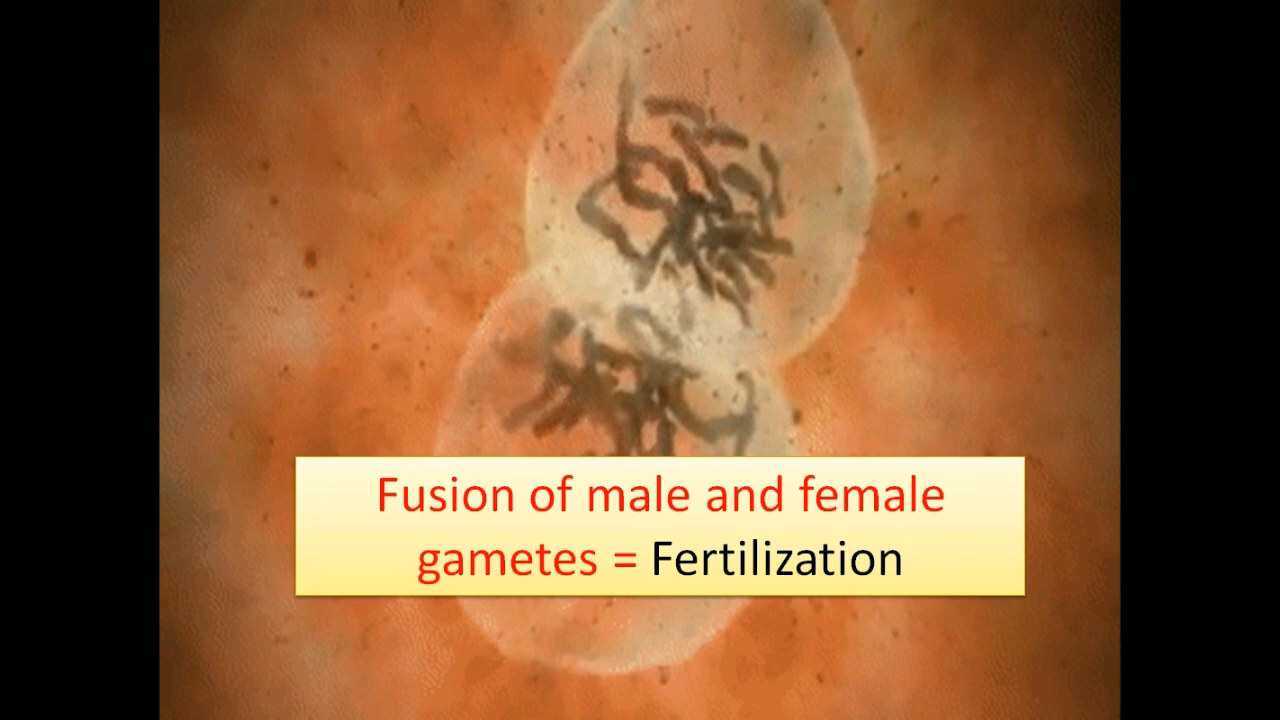 Fusion of male and female
gametes = Fertilization